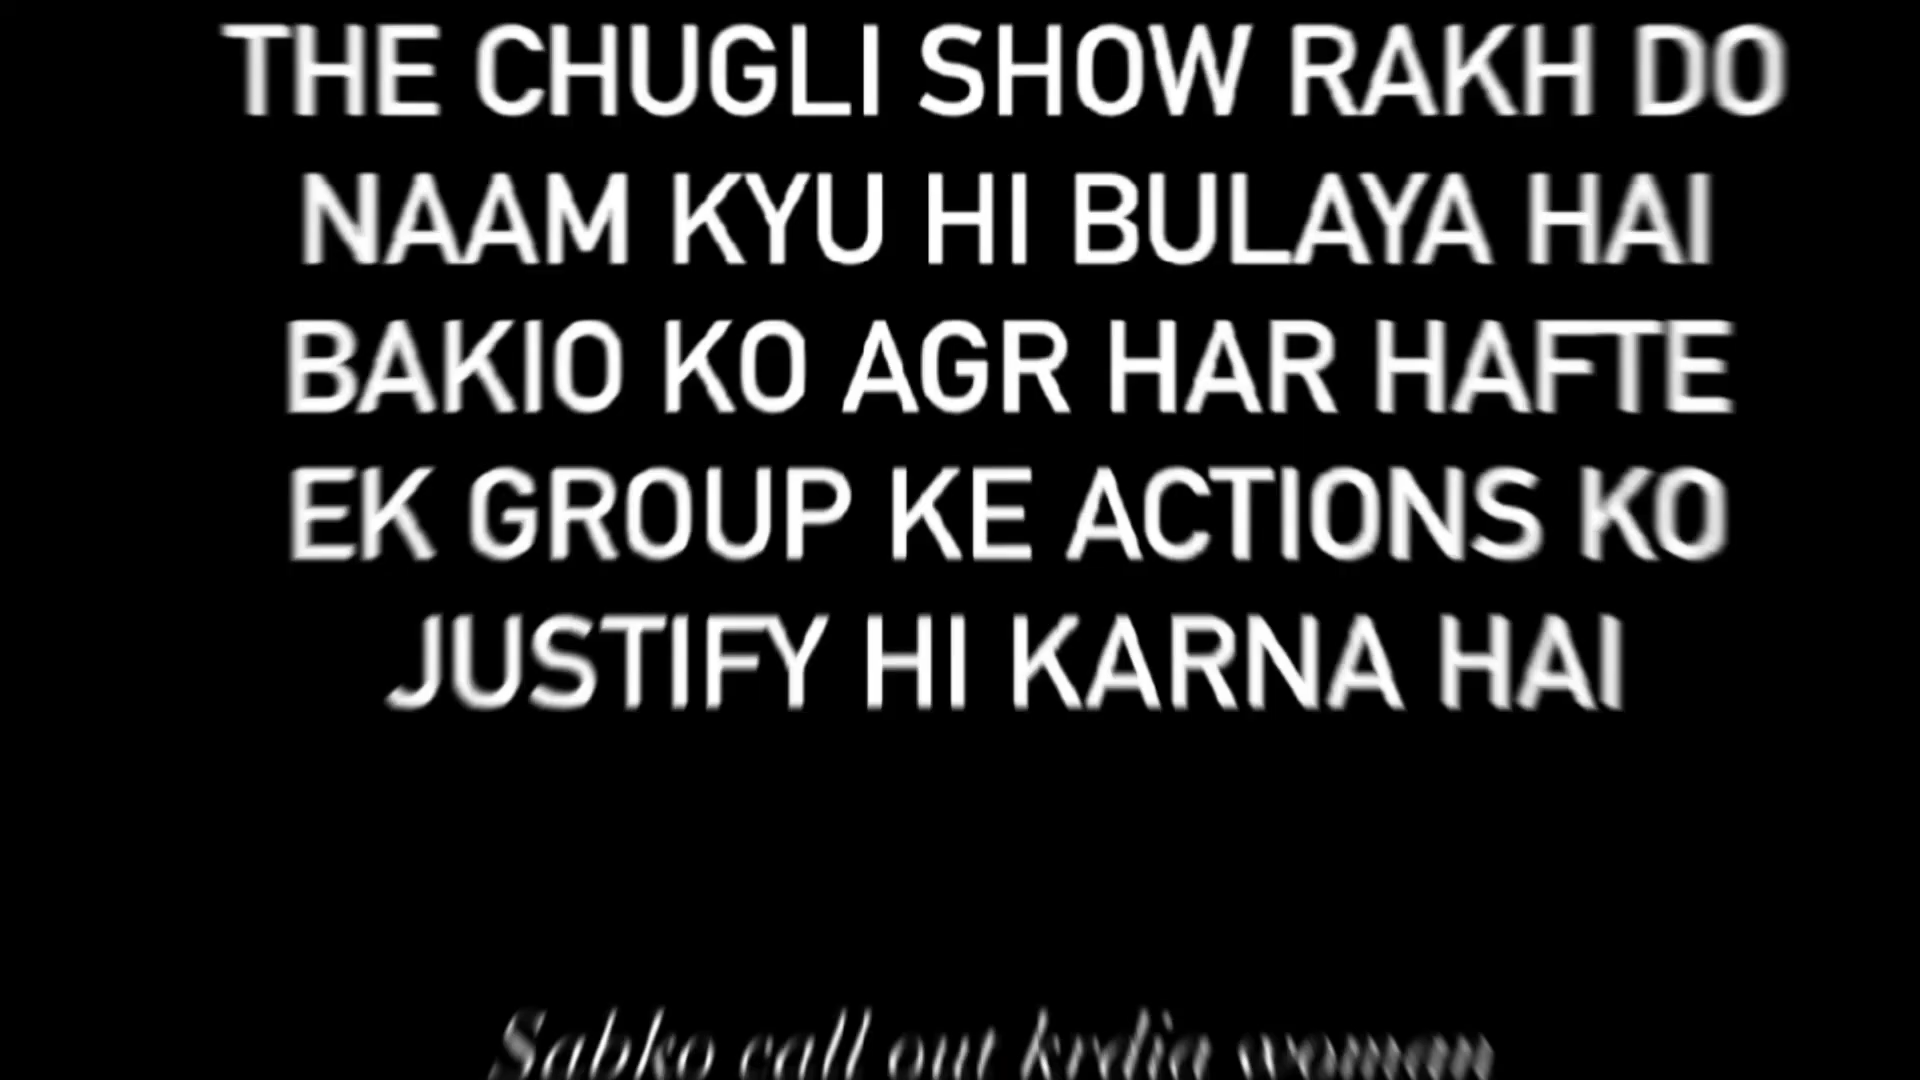 THE CHUGLI SHOW RAKH DO
NAAM KYU HI BULAYA HAI
BAKIO KO AGR HAR HAFTE
EK GROUP KE ACTIONS KO
JUSTIFY HI KARNA HAI
Sabko call out krdia woman